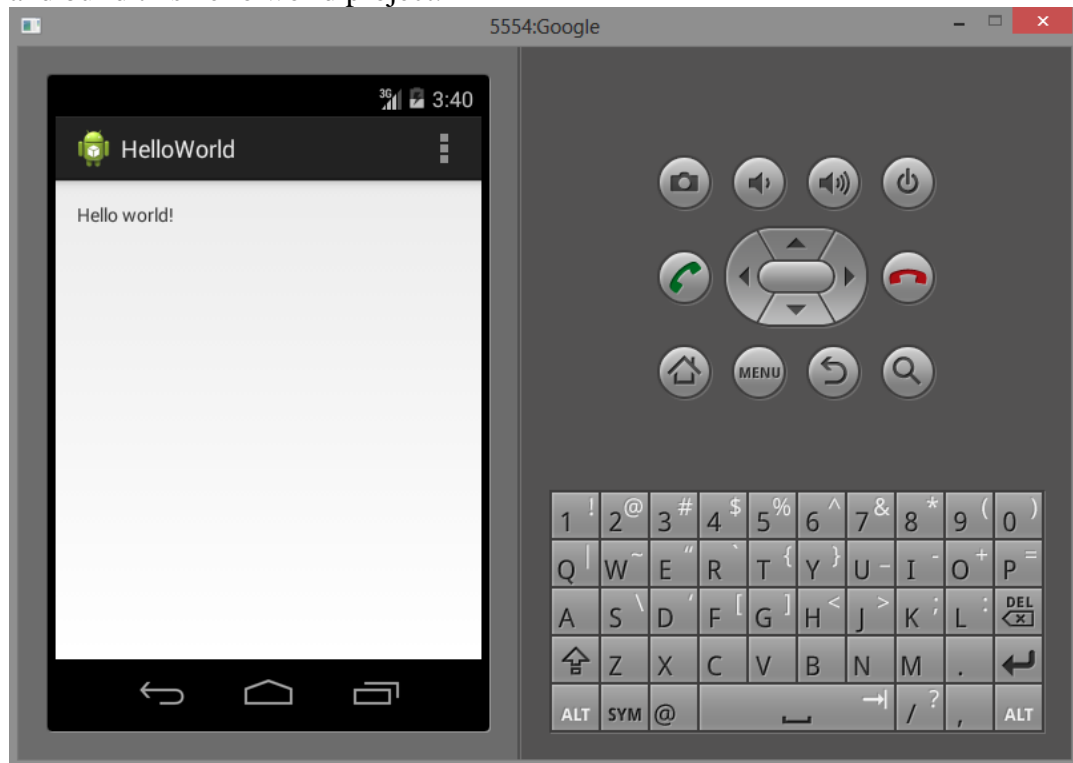 5554:Google
3G 3:40
HelloWorld
Hello world!
MENU
1 ! 2 @ 3 # 4 $ 5 % 6 ^ 7 & 8 * 9 ( 0 )
Q | W ~ E “ R ` T { Y } U _ I - O + P =
A S \ D ‘ F [ G ] H < J > K ; L : DEL
Z X C V B N M .
ALT SYM @ / ? , ALT